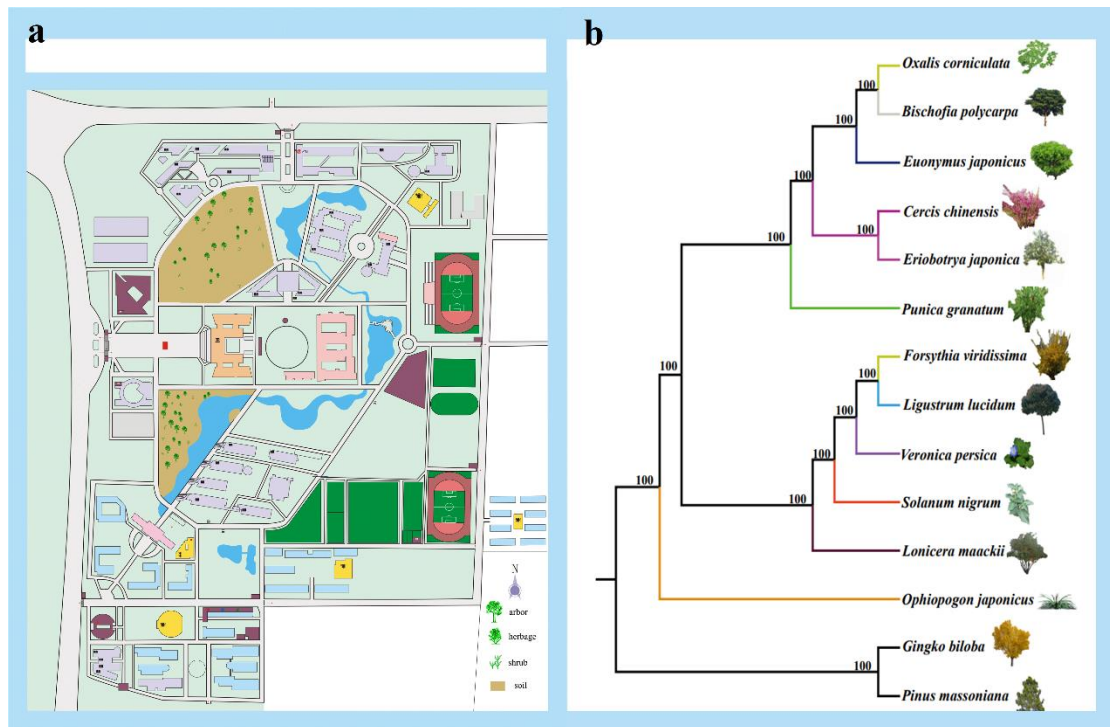 a
N
arbor
herbage
shrub
soil
b
Oxalis corniculata
100
Bischofia polycarpa
100
100
Euonymus japonicus
100
Cercis chinensis
100
100
Eriobotrya japonica
Punica granatum
Forsythia viridissima
100
100
Ligustrum lucidum
100
Veronica persica
100
100
Solanum nigrum
100
Lonicera maackii
100
Ophiopogon japonicus
Gingko biloba
100
Pinus massoniana